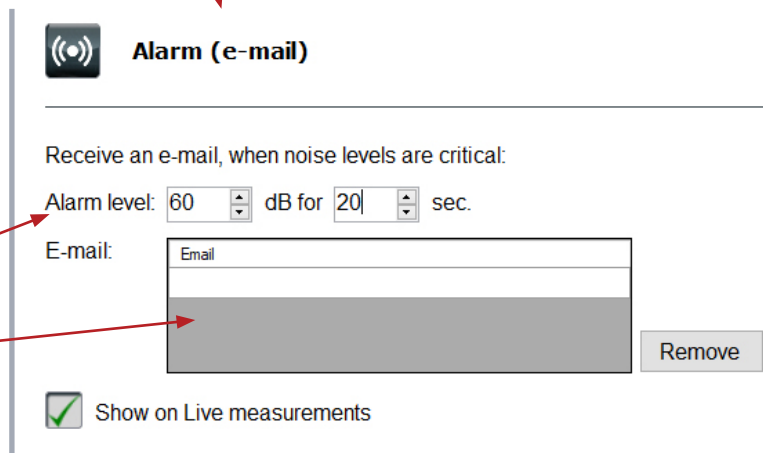 Alarm (e-mail)
Receive an e-mail, when noise levels are critical:
Alarm level: 60 dB for 20 sec.
E-mail:
Email
Remove
Show on Live measurements